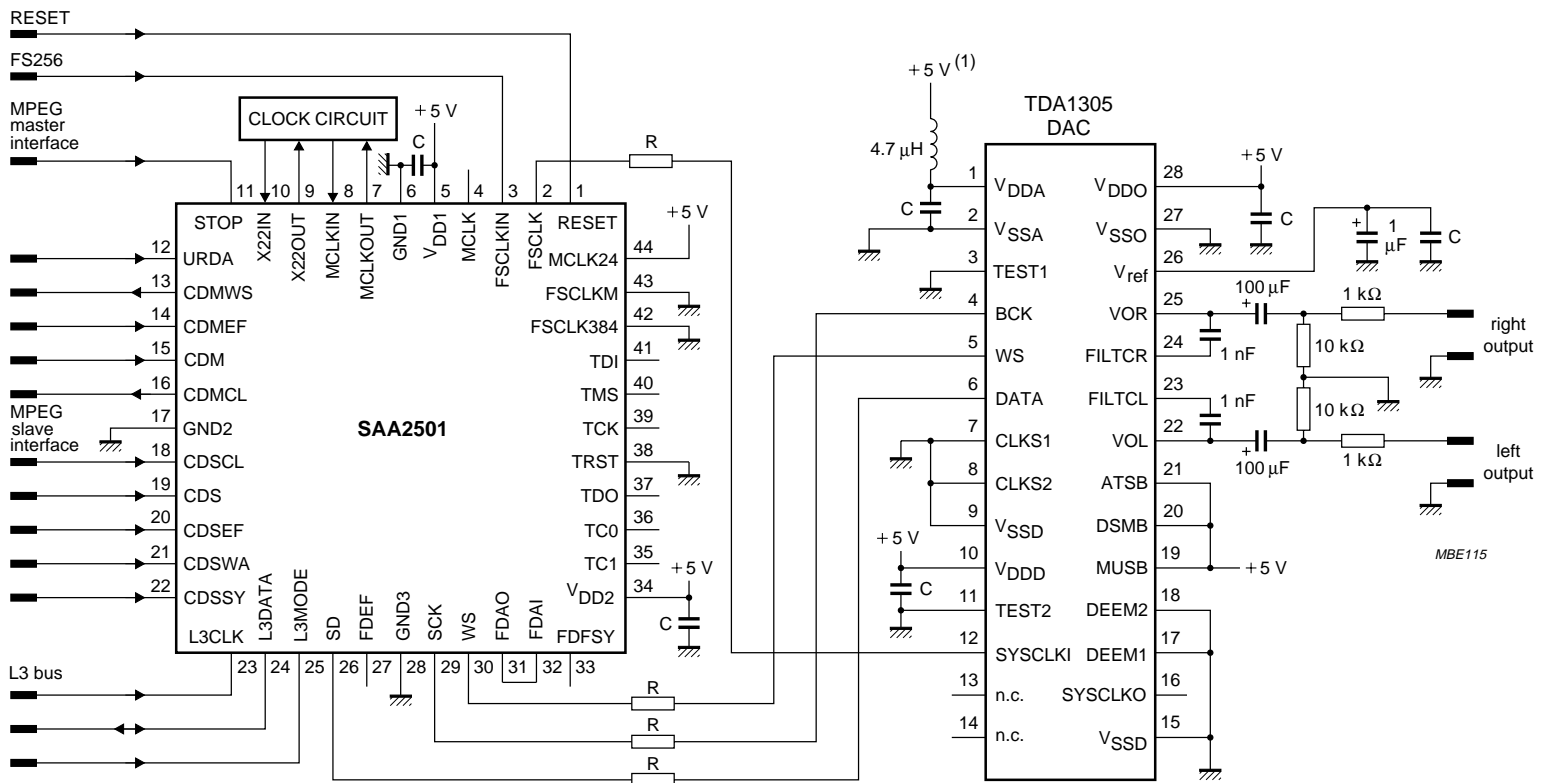 RESET
FS256
MPEG
master
interface
CLOCK CIRCUIT
+5 V
C
R
11 10 9 8 7 6 5 4 3 2 1
STOP X22IN X22OUT MCLKIN MCLKOUT GND1 VDD1 MCLK FSCLKIN FSCLK RESET
12 URDA
13 CDMWS
14 CDMEF
15 CDM
16 CDMCL
MPEG
slave
interface
17 GND2
18 CDSCL
19 CDS
20 CDSEF
21 CDSWA
22 CDSSY
SAA2501
+5 V
MCLK24 44
FSCLKM 43
FSCLK384 42
TDI 41
TMS 40
TCK 39
TRST 38
TDO 37
TC0 36
TC1 35
+5 V
VDD2 34
C
L3CLK L3DATA L3MODE SD FDEF GND3 SCK WS FDAO FDAI FDFSY
23 24 25 26 27 28 29 30 31 32 33
L3 bus
R
R
R
+5 V (1)
4.7 µH
C
TDA1305
DAC
1 VDDA
2 VSSA
3 TEST1
4 BCK
5 WS
6 DATA
7 CLKS1
8 CLKS2
9 VSSD
+5 V
10 VDDD
C
11 TEST2
12 SYSCLKI
13 n.c.
14 n.c.
VDDO 28
VSSO 27
Vref 26
VOR 25
FILTCR 24
FILTCL 23
VOL 22
ATSB 21
DSMB 20
MUSB 19
DEEM2 18
DEEM1 17
SYSCLKO 16
VSSD 15
+5 V
C
+ 1 µF
C
100 µF
+
1 kΩ
right
output
1 nF
10 kΩ
1 nF
10 kΩ
+
100 µF
1 kΩ
left
output
+5 V
MBE115